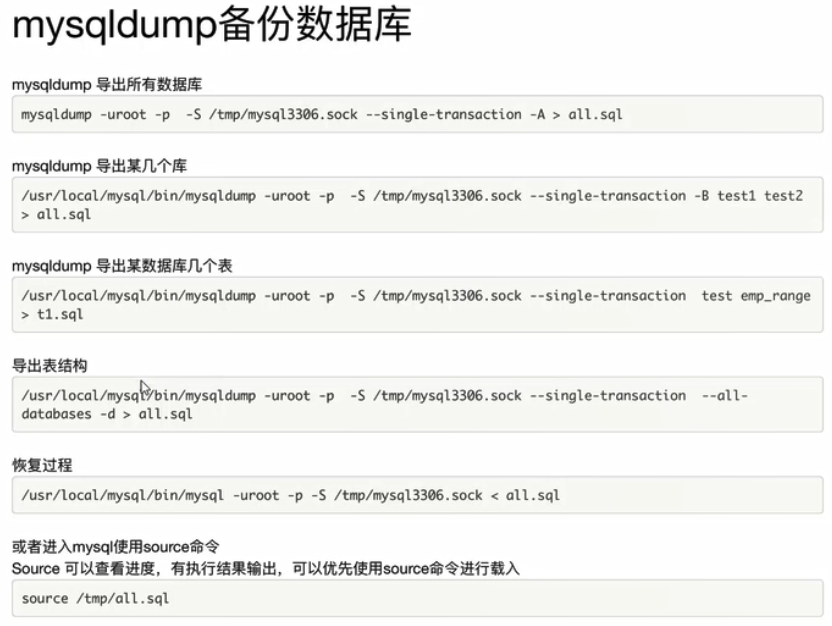 mysqldump备份数据库
mysqldump 导出所有数据库
mysqldump -uroot -p  -S /tmp/mysql3306.sock --single-transaction -A > all.sql
mysqldump 导出某几个库
/usr/local/mysql/bin/mysqldump -uroot -p  -S /tmp/mysql3306.sock --single-transaction -B test1 test2
> all.sql
mysqldump 导出某数据库几个表
/usr/local/mysql/bin/mysqldump -uroot -p  -S /tmp/mysql3306.sock --single-transaction  test emp_range
> t1.sql
导出表结构
/usr/local/mysql/bin/mysqldump -uroot -p  -S /tmp/mysql3306.sock --single-transaction  --all-
databases -d > all.sql
恢复过程
/usr/local/mysql/bin/mysql -uroot -p -S /tmp/mysql3306.sock < all.sql
或者进入mysql使用source命令
Source 可以查看进度，有执行结果输出，可以优先使用source命令进行载入
source /tmp/all.sql